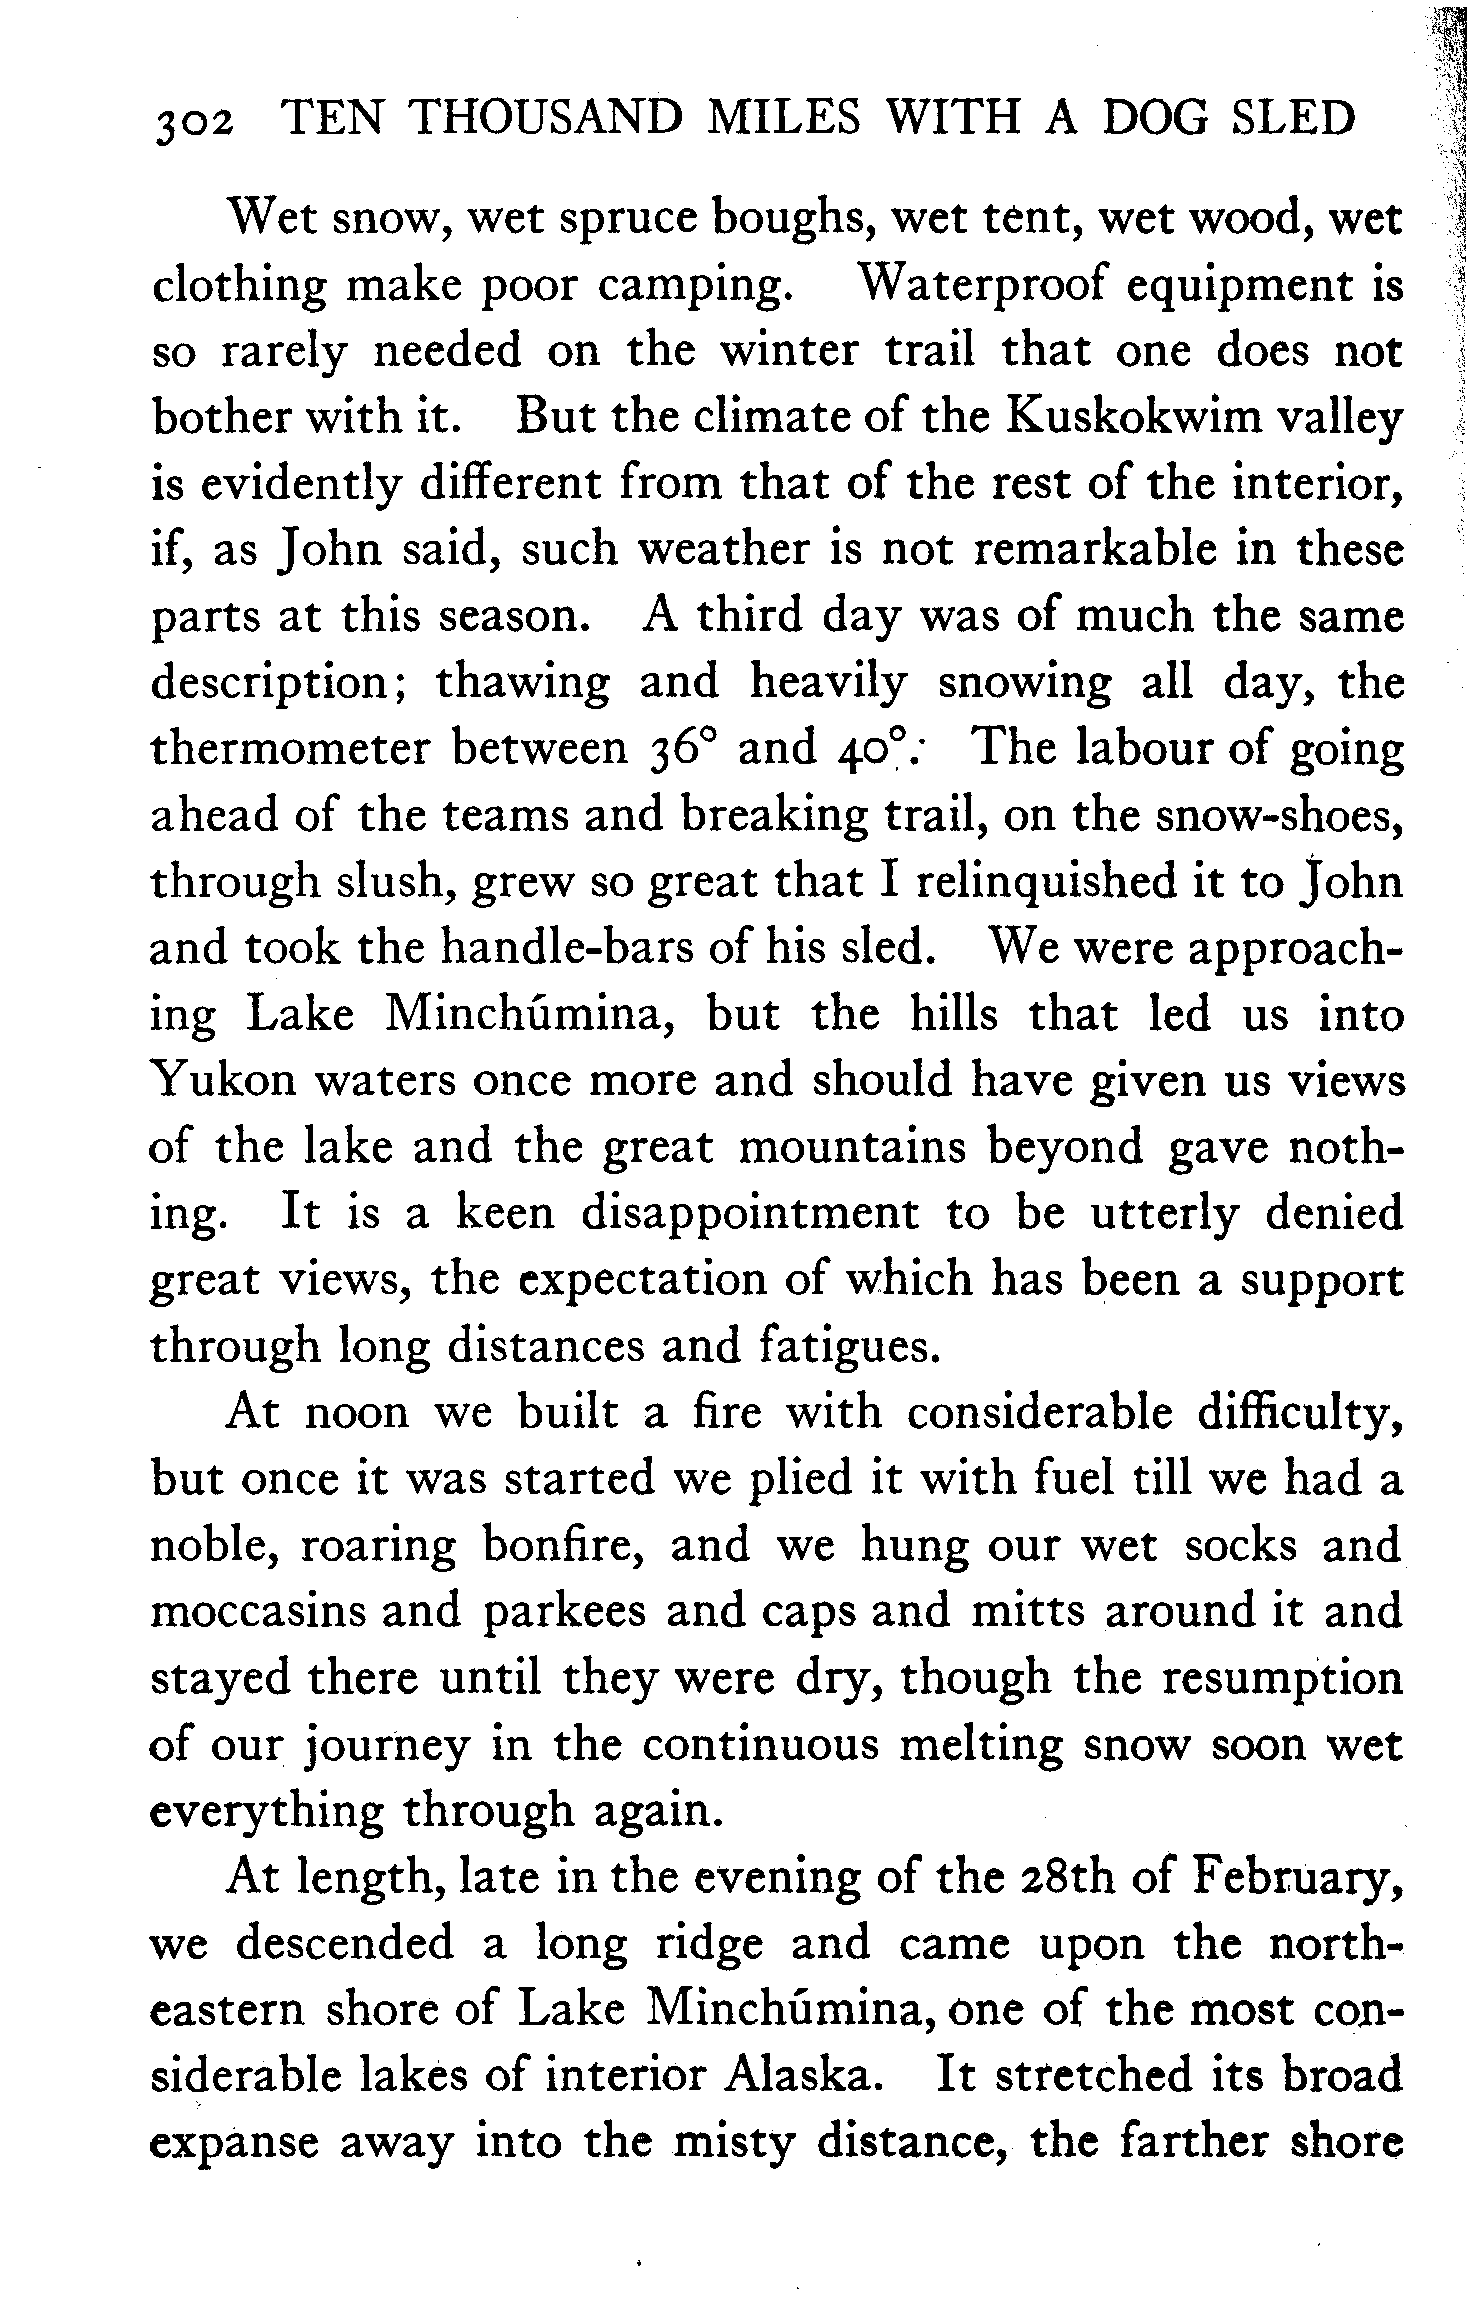 302 TEN THOUSAND MILES WITH A DOG SLED
Wet snow, wet spruce boughs, wet tent, wet wood, wet
clothing make poor camping. Waterproof equipment is
so rarely needed on the winter trail that one does not
bother with it. But the climate of the Kuskokwim valley
is evidently different from that of the rest of the interior,
if, as John said, such weather is not remarkable in these
parts at this season. A third day was of much the same
description; thawing and heavily snowing all day, the
thermometer between 36° and 40°. The labour of going
ahead of the teams and breaking trail, on the snow-shoes,
through slush, grew so great that I relinquished it to John
and took the handle-bars of his sled. We were approach-
ing Lake Minchúmina, but the hills that led us into
Yukon waters once more and should have given us views
of the lake and the great mountains beyond gave noth-
ing. It is a keen disappointment to be utterly denied
great views, the expectation of which has been a support
through long distances and fatigues.
At noon we built a fire with considerable difficulty,
but once it was started we plied it with fuel till we had a
noble, roaring bonfire, and we hung our wet socks and
moccasins and parkees and caps and mitts around it and
stayed there until they were dry, though the resumption
of our journey in the continuous melting snow soon wet
everything through again.
At length, late in the evening of the 28th of February,
we descended a long ridge and came upon the north-
eastern shore of Lake Minchúmina, one of the most con-
siderable lakes of interior Alaska. It stretched its broad
expanse away into the misty distance, the farther shore